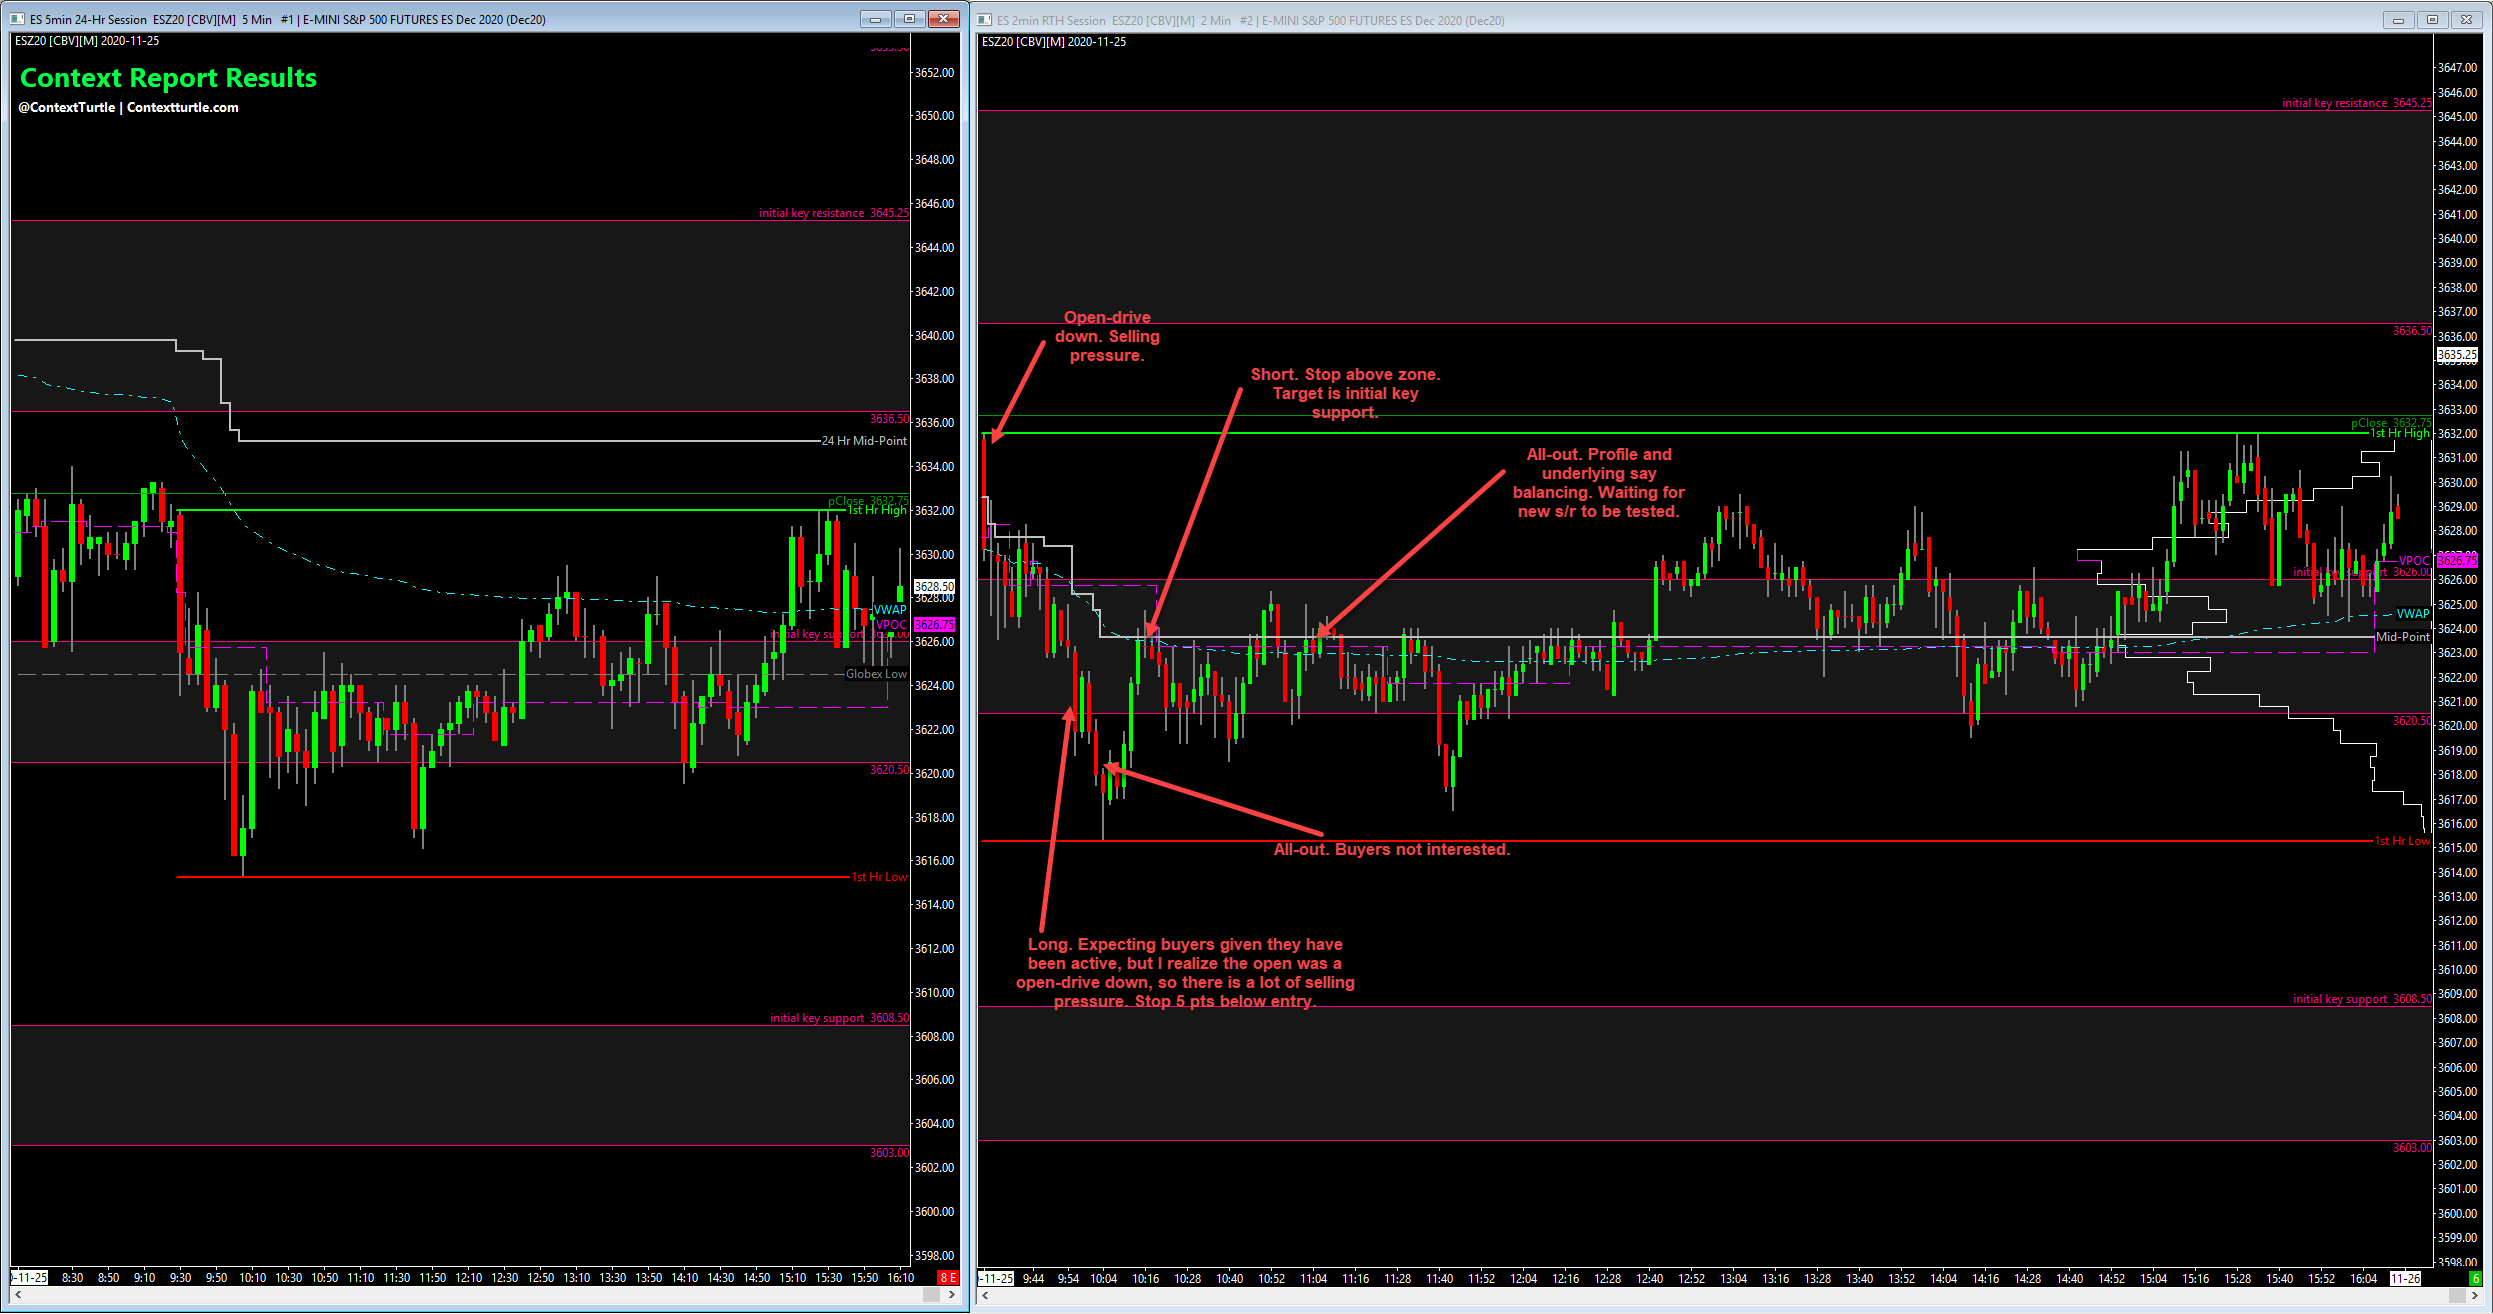 ES 5min 24-Hr Session ESZ20 [CBV][M] 5 Min #1 | E-MINI S&P 500 FUTURES ES Dec 2020 (Dec20)
ESZ20 [CBV][M] 2020-11-25
Context Report Results
@ContextTurtle | Contextturtle.com
initial key resistance 3645.25
3636.50
24 Hr Mid-Point
pClose 3632.75
1st Hr High
VWAP
VPOC
initial key support 3626.00
Globex Low
3620.50
1st Hr Low
initial key support 3608.50
3603.00
3652.00
3650.00
3648.00
3646.00
3644.00
3642.00
3640.00
3638.00
3636.00
3634.00
3632.00
3630.00
3628.50
3628.00
3626.75
3626.00
3624.00
3622.00
3620.00
3618.00
3616.00
3614.00
3612.00
3610.00
3608.00
3606.00
3604.00
3602.00
3600.00
3598.00
-11-25 8:30 8:50 9:10 9:30 9:50 10:10 10:30 10:50 11:10 11:30 11:50 12:10 12:30 12:50 13:10 13:30 13:50 14:10 14:30 14:50 15:10 15:30 15:50 16:10 8 E
ES 2min RTH Session ESZ20 [CBV][M] 2 Min #2 | E-MINI S&P 500 FUTURES ES Dec 2020 (Dec20)
ESZ20 [CBV][M] 2020-11-25
initial key resistance 3645.25
Open-drive
down. Selling
pressure.
3636.50
Short. Stop above zone.
Target is initial key
support.
pClose 3632.75
1st Hr High
All-out. Profile and
underlying say
balancing. Waiting for
new s/r to be tested.
VPOC
initial key support 3626.00
VWAP
Mid-Point
3620.50
1st Hr Low
All-out. Buyers not interested.
Long. Expecting buyers given they have
been active, but I realize the open was a
open-drive down, so there is a lot of selling
pressure. Stop 5 pts below entry.
initial key support 3608.50
3603.00
3647.00
3646.00
3645.00
3644.00
3643.00
3642.00
3641.00
3640.00
3639.00
3638.00
3637.00
3636.00
3635.25
3634.00
3633.00
3632.00
3631.00
3630.00
3629.00
3628.00
3626.75
3626.00
3625.00
3624.00
3623.00
3622.00
3621.00
3620.00
3619.00
3618.00
3617.00
3616.00
3615.00
3614.00
3613.00
3612.00
3611.00
3610.00
3609.00
3608.00
3607.00
3606.00
3605.00
3604.00
3603.00
3602.00
3601.00
3600.00
3599.00
3598.00
-11-25 9:44 9:54 10:04 10:16 10:28 10:40 10:52 11:04 11:16 11:28 11:40 11:52 12:04 12:16 12:28 12:40 12:52 13:04 13:16 13:28 13:40 13:52 14:04 14:16 14:28 14:40 14:52 15:04 15:16 15:28 15:40 15:52 16:04 11-26 6